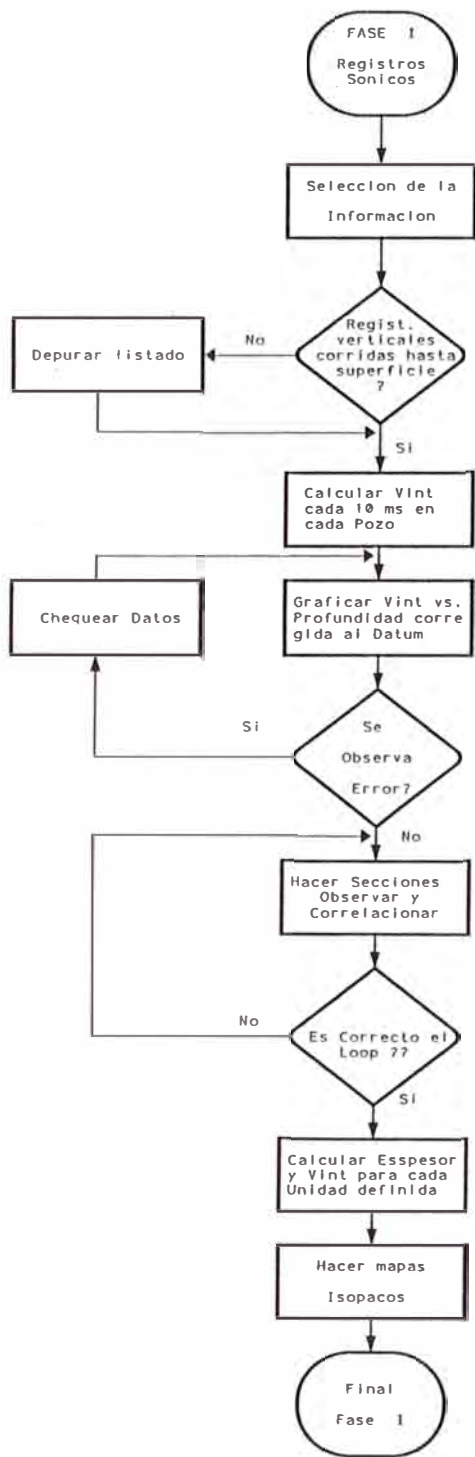 FASE I
Registros
Sonicos
Seleccion de la
Informacion
Regist.
verticales
corridas hasta
superficie
?
No
Depurar listado
Si
Calcular Vint
cada 10 ms en
cada Pozo
Chequear Datos
Graficar Vint vs.
Profundidad corre
gida al Datum
Si
Se
Observa
Error?
No
Hacer Secciones
Observar y
Correlacionar
No
Es Correcto el
Loop ??
Si
Calcular Esspesor
y Vint para cada
Unidad definida
Hacer mapas
Isopacos
Final
Fase 1